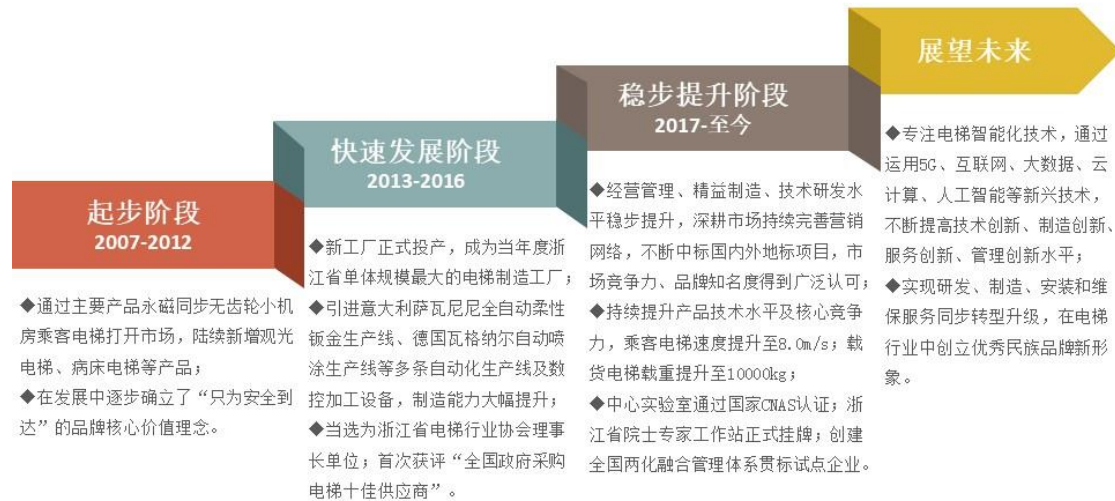 起步阶段
2007-2012
◆通过主要产品永磁同步无齿轮小机
房乘客电梯打开市场，陆续新增观光
电梯、病床电梯等产品；
◆在发展中逐步确立了“只为安全到
达”的品牌核心价值理念。
快速发展阶段
2013-2016
◆新工厂正式投产，成为当年度浙
江省单体规模最大的电梯制造工厂；
◆引进意大利萨瓦尼尼全自动柔性
钣金生产线、德国瓦格纳尔自动喷
涂生产线等多条自动化生产线及数
控加工设备，制造能力大幅提升；
◆当选为浙江省电梯行业协会理事
长单位；首次获评“全国政府采购
电梯十佳供应商”。
稳步提升阶段
2017-至今
◆经营管理、精益制造、技术研发水
平稳步提升，深耕市场持续完善营销
网络，不断中标国内外地标项目，市
场竞争力、品牌知名度得到广泛认可；
◆持续提升产品技术水平及核心竞争
力，乘客电梯速度提升至8.0m/s；载
货电梯载重提升至10000kg；
◆中心实验室通过国家CNAS认证；浙
江省院士专家工作站正式挂牌；创建
全国两化融合管理体系贯标试点企业。
展望未来
◆专注电梯智能化技术，通过
运用5G、互联网、大数据、云
计算、人工智能等新兴技术，
不断提高技术创新、制造创新、
服务创新、管理创新水平；
◆实现研发、制造、安装和维
保服务同步转型升级，在电梯
行业中创立优秀民族品牌新形
象。